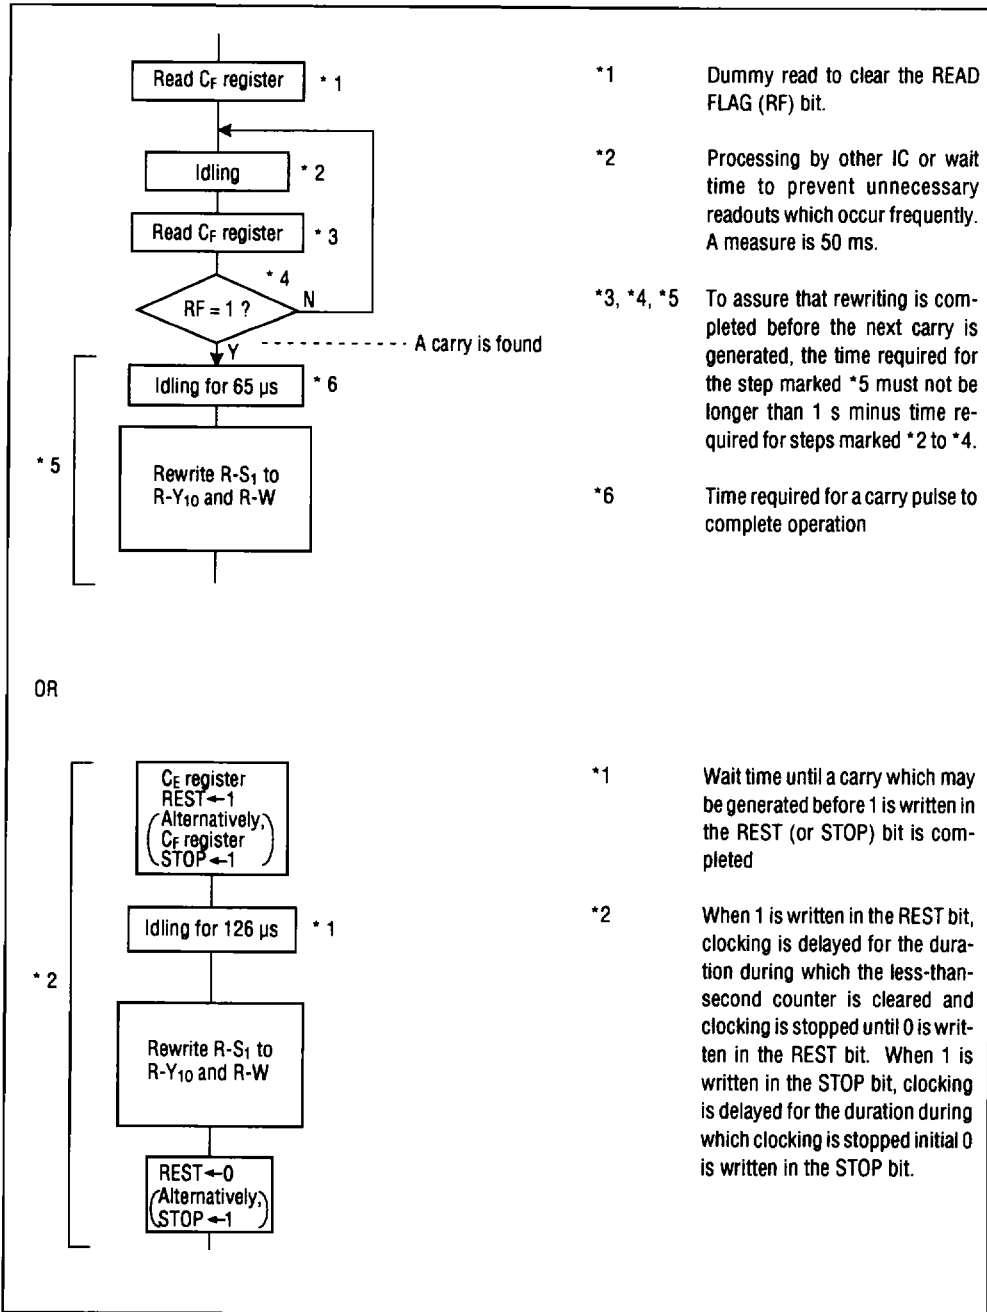 Read CF register * 1
Idling * 2
Read CF register * 3
* 4
RF = 1 ? N
Y - - - - - - - - - - - A carry is found
Idling for 65 µs * 6
* 5
Rewrite R-S1 to
R-Y10 and R-W
*1 Dummy read to clear the READ
FLAG (RF) bit.
*2 Processing by other IC or wait
time to prevent unnecessary
readouts which occur frequently.
A measure is 50 ms.
*3, *4, *5 To assure that rewriting is com-
pleted before the next carry is
generated, the time required for
the step marked *5 must not be
longer than 1 s minus time re-
quired for steps marked *2 to *4.
*6 Time required for a carry pulse to
complete operation
OR
CE register
REST←1
(Alternatively,
CF register
STOP←1)
Idling for 126 µs * 1
* 2
Rewrite R-S1 to
R-Y10 and R-W
REST←0
(Alternatively,
STOP←1)
*1 Wait time until a carry which may
be generated before 1 is written in
the REST (or STOP) bit is com-
pleted
*2 When 1 is written in the REST bit,
clocking is delayed for the dura-
tion during which the less-than-
second counter is cleared and
clocking is stopped until 0 is writ-
ten in the REST bit. When 1 is
written in the STOP bit, clocking
is delayed for the duration during
which clocking is stopped initial 0
is written in the STOP bit.